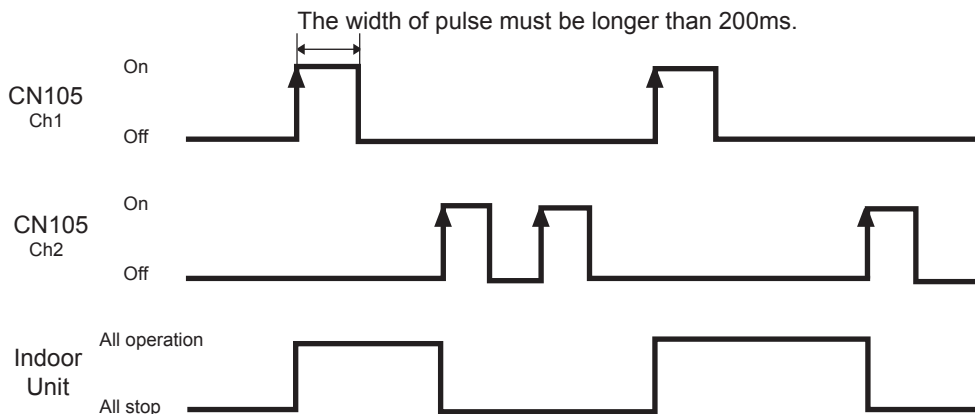 The width of pulse must be longer than 200ms.
On
CN105
Ch1
Off
On
CN105
Ch2
Off
All operation
Indoor
Unit
All stop